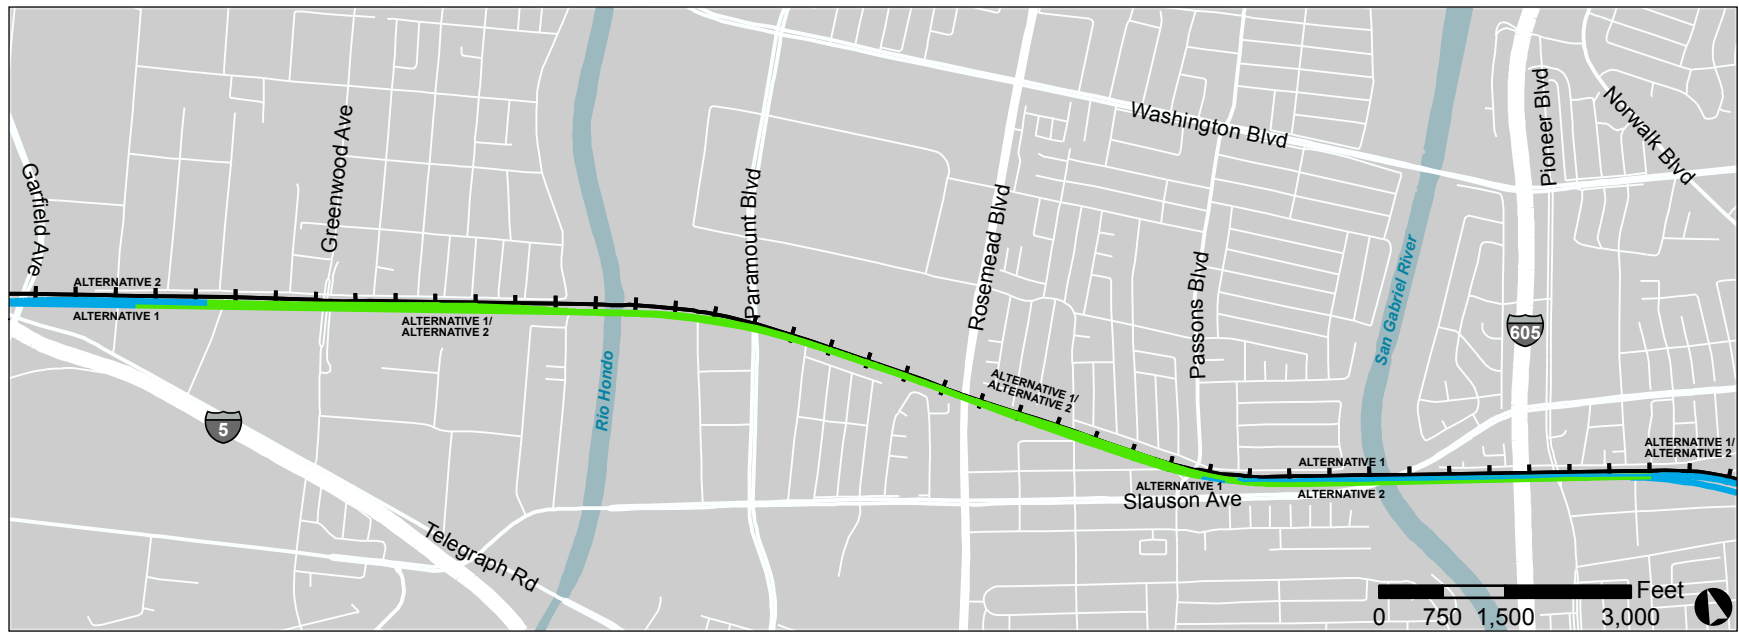 Washington Blvd
Pioneer Blvd
Norwalk Blvd
Garfield Ave
Greenwood Ave
Paramount Blvd
Rosemead Blvd
Passons Blvd
San Gabriel River
ALTERNATIVE 2
ALTERNATIVE 1
ALTERNATIVE 1/
ALTERNATIVE 2
605
Rio Hondo
ALTERNATIVE 1/
ALTERNATIVE 2
5
ALTERNATIVE 1/
ALTERNATIVE 2
ALTERNATIVE 1
ALTERNATIVE 1
ALTERNATIVE 2
Slauson Ave
Telegraph Rd
Feet
0 750 1,500 3,000